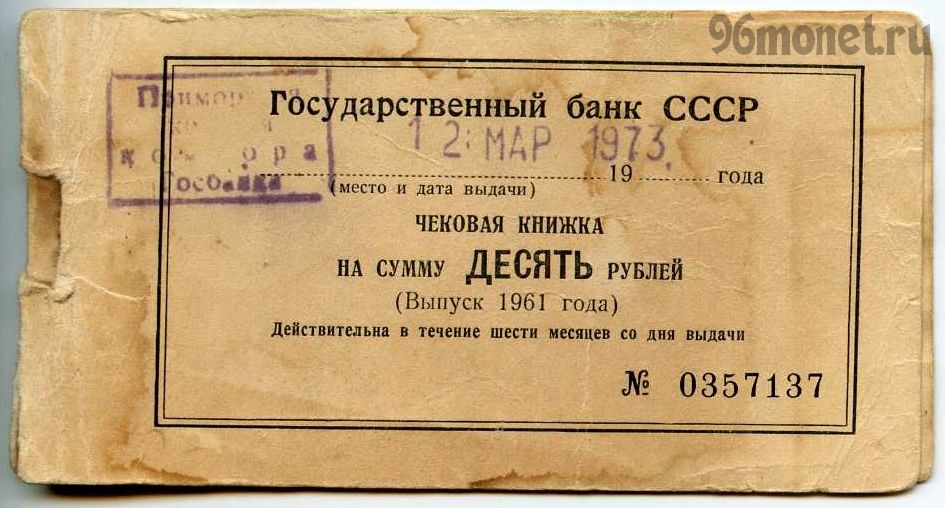 96monet.ru
Государственный банк СССР
12 МАР 1973
Госбанка
19 года
(место и дата выдачи)
ЧЕКОВАЯ КНИЖКА
НА СУММУ ДЕСЯТЬ РУБЛЕЙ
(Выпуск 1961 года)
Действительна в течение шести месяцев со дня выдачи
№ 0357137